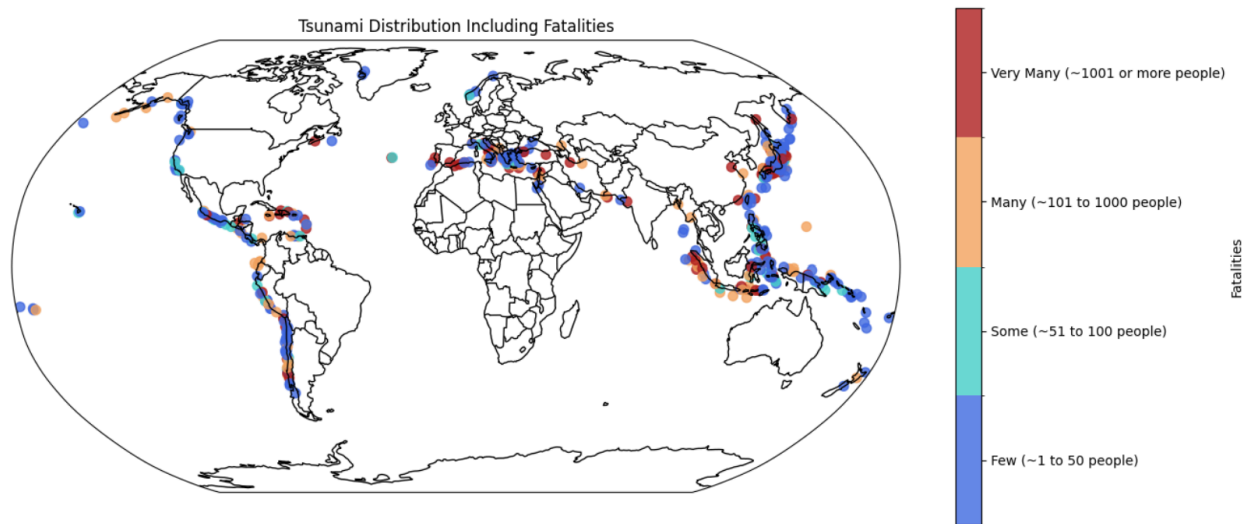 Tsunami Distribution Including Fatalities
Very Many (~1001 or more people)
Many (~101 to 1000 people)
Some (~51 to 100 people)
Few (~1 to 50 people)
Fatalities